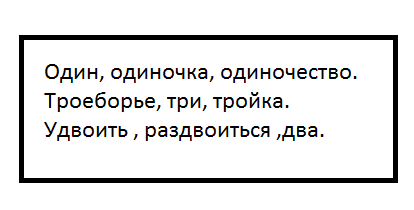 Один, одиночка, одиночество.
Троеборье, три, тройка.
Удвоить , раздвоиться ,два.